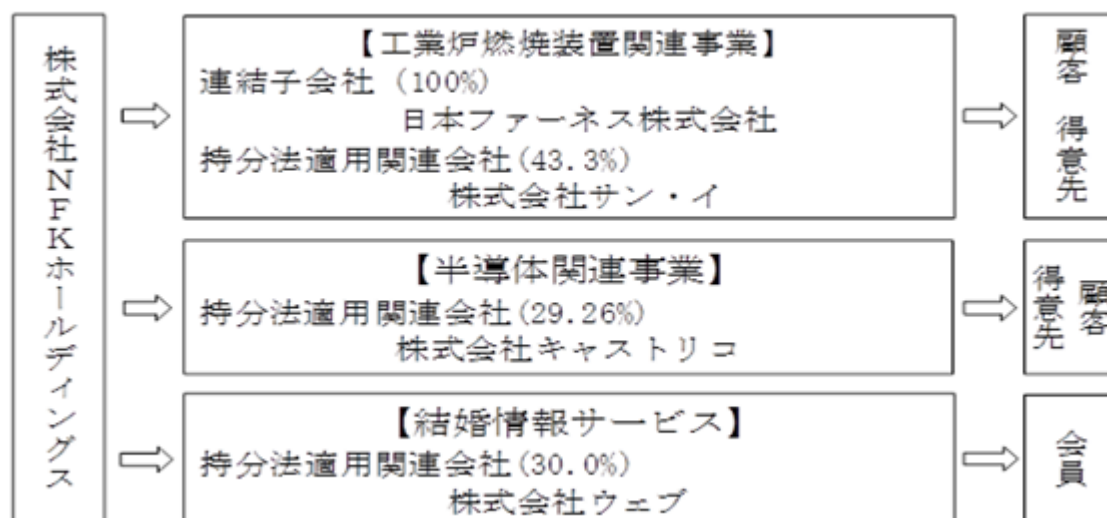 株式会社NFKホールディングス
【工業炉燃焼装置関連事業】
連結子会社 (100%)
日本ファーネス株式会社
持分法適用関連会社(43.3%)
株式会社サン・イ
顧客 得意先
【半導体関連事業】
持分法適用関連会社(29.26%)
株式会社キャストリコ
顧客
得意先
【結婚情報サービス】
持分法適用関連会社(30.0%)
株式会社ウェブ
会員